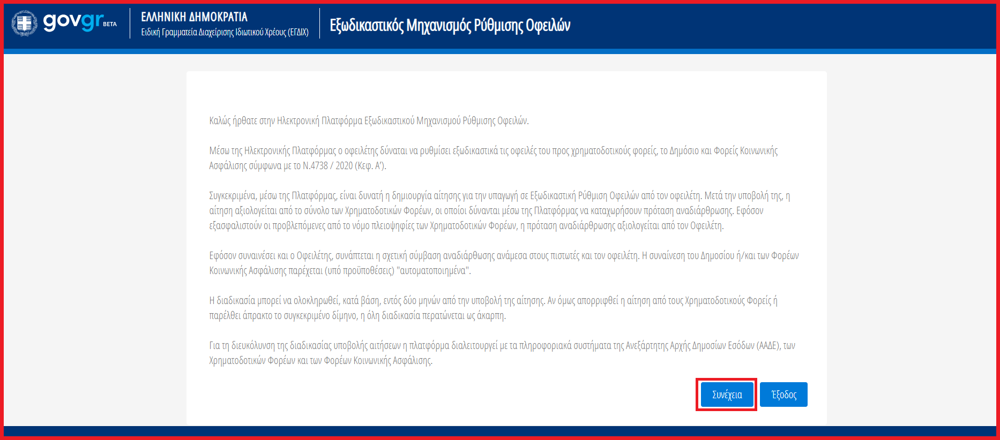 govgr BETA
ΕΛΛΗΝΙΚΗ ΔΗΜΟΚΡΑΤΙΑ
Ειδική Γραμματεία Διαχείρισης Ιδιωτικού Χρέους (ΕΓΔΙΧ)
Εξωδικαστικός Μηχανισμός Ρύθμισης Οφειλών
Καλώς ήρθατε στην Ηλεκτρονική Πλατφόρμα Εξωδικαστικού Μηχανισμού Ρύθμισης Οφειλών.
Μέσω της Ηλεκτρονικής Πλατφόρμας ο οφειλέτης δύναται να ρυθμίσει εξωδικαστικά τις οφειλές του προς χρηματοδοτικούς φορείς, το Δημόσιο και Φορείς Κοινωνικής
Ασφάλισης σύμφωνα με το Ν.4738 / 2020 (Κεφ. Α’).
Συγκεκριμένα, μέσω της Πλατφόρμας, είναι δυνατή η δημιουργία αίτησης για την υπαγωγή σε Εξωδικαστική Ρύθμιση Οφειλών από τον οφειλέτη. Μετά την υποβολή της, η
αίτηση αξιολογείται από το σύνολο των Χρηματοδοτικών Φορέων, οι οποίοι δύνανται μέσω της Πλατφόρμας να καταχωρήσουν πρόταση αναδιάρθρωσης. Εφόσον
εξασφαλιστούν οι προβλεπόμενες από το νόμο πλειοψηφίες των Χρηματοδοτικών Φορέων, η πρόταση αναδιάρθρωσης αξιολογείται από τον Οφειλέτη.
Εφόσον συναινέσει και ο Οφειλέτης, συνάπτεται η σχετική σύμβαση αναδιάρθωσης ανάμεσα στους πιστωτές και τον οφειλέτη. Η συναίνεση του Δημοσίου ή/και των Φορέων
Κοινωνικής Ασφάλισης παρέχεται (υπό προϋποθέσεις) "αυτοματοποιημένα".
Η διαδικασία μπορεί να ολοκληρωθεί, κατά βάση, εντός δύο μηνών από την υποβολή της αίτησης. Αν όμως απορριφθεί η αίτηση από τους Χρηματοδοτικούς Φορείς ή
παρέλθει άπρακτο το συγκεκριμένο δίμηνο, η όλη διαδικασία περατώνεται ως άκαρπη.
Για τη διευκόλυνση της διαδικασίας υποβολής αιτήσεων η πλατφόρμα διαλειτουργεί με τα πληροφοριακά συστήματα της Ανεξάρτητης Αρχής Δημοσίων Εσόδων (ΑΑΔΕ), των
Χρηματοδοτικών Φορέων και των Φορέων Κοινωνικής Ασφάλισης.
Συνέχεια
Έξοδος